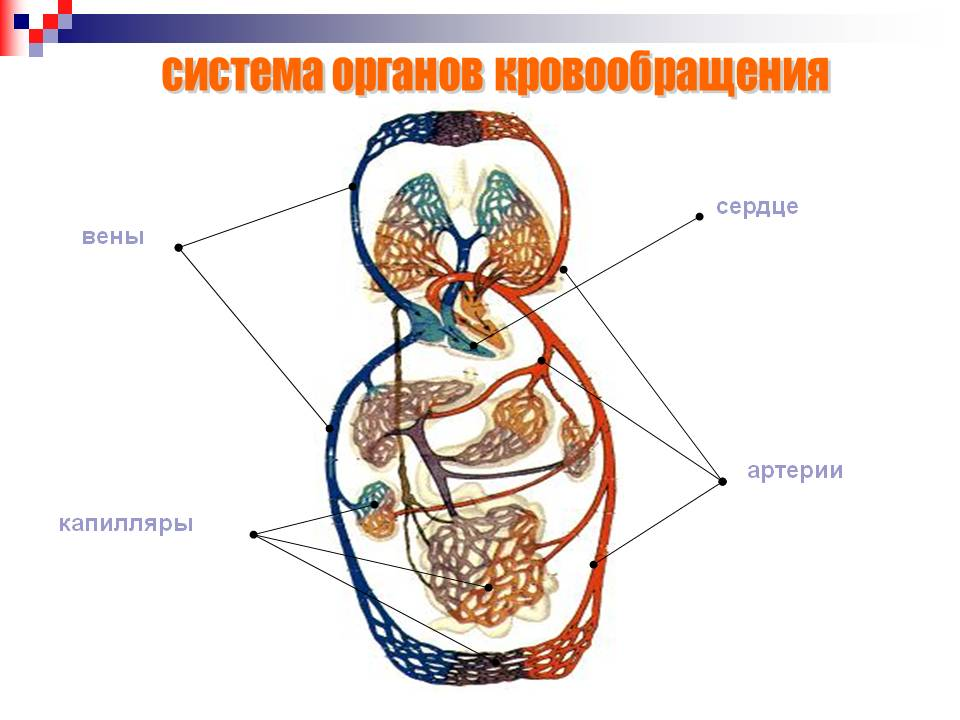 система органов кровообращения
сердце
вены
артерии
капилляры